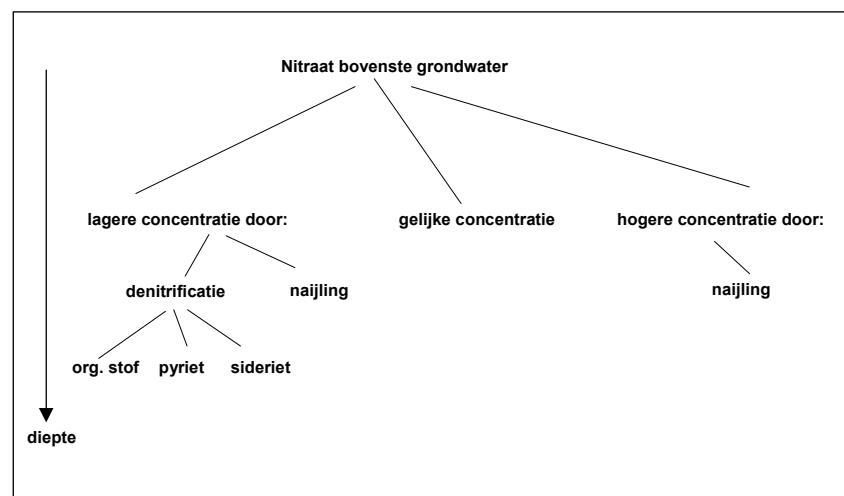 Nitraat bovenste grondwater
lagere concentratie door:
gelijke concentratie
hogere concentratie door:
denitrificatie
naijling
naijling
org. stof
pyriet
sideriet
diepte